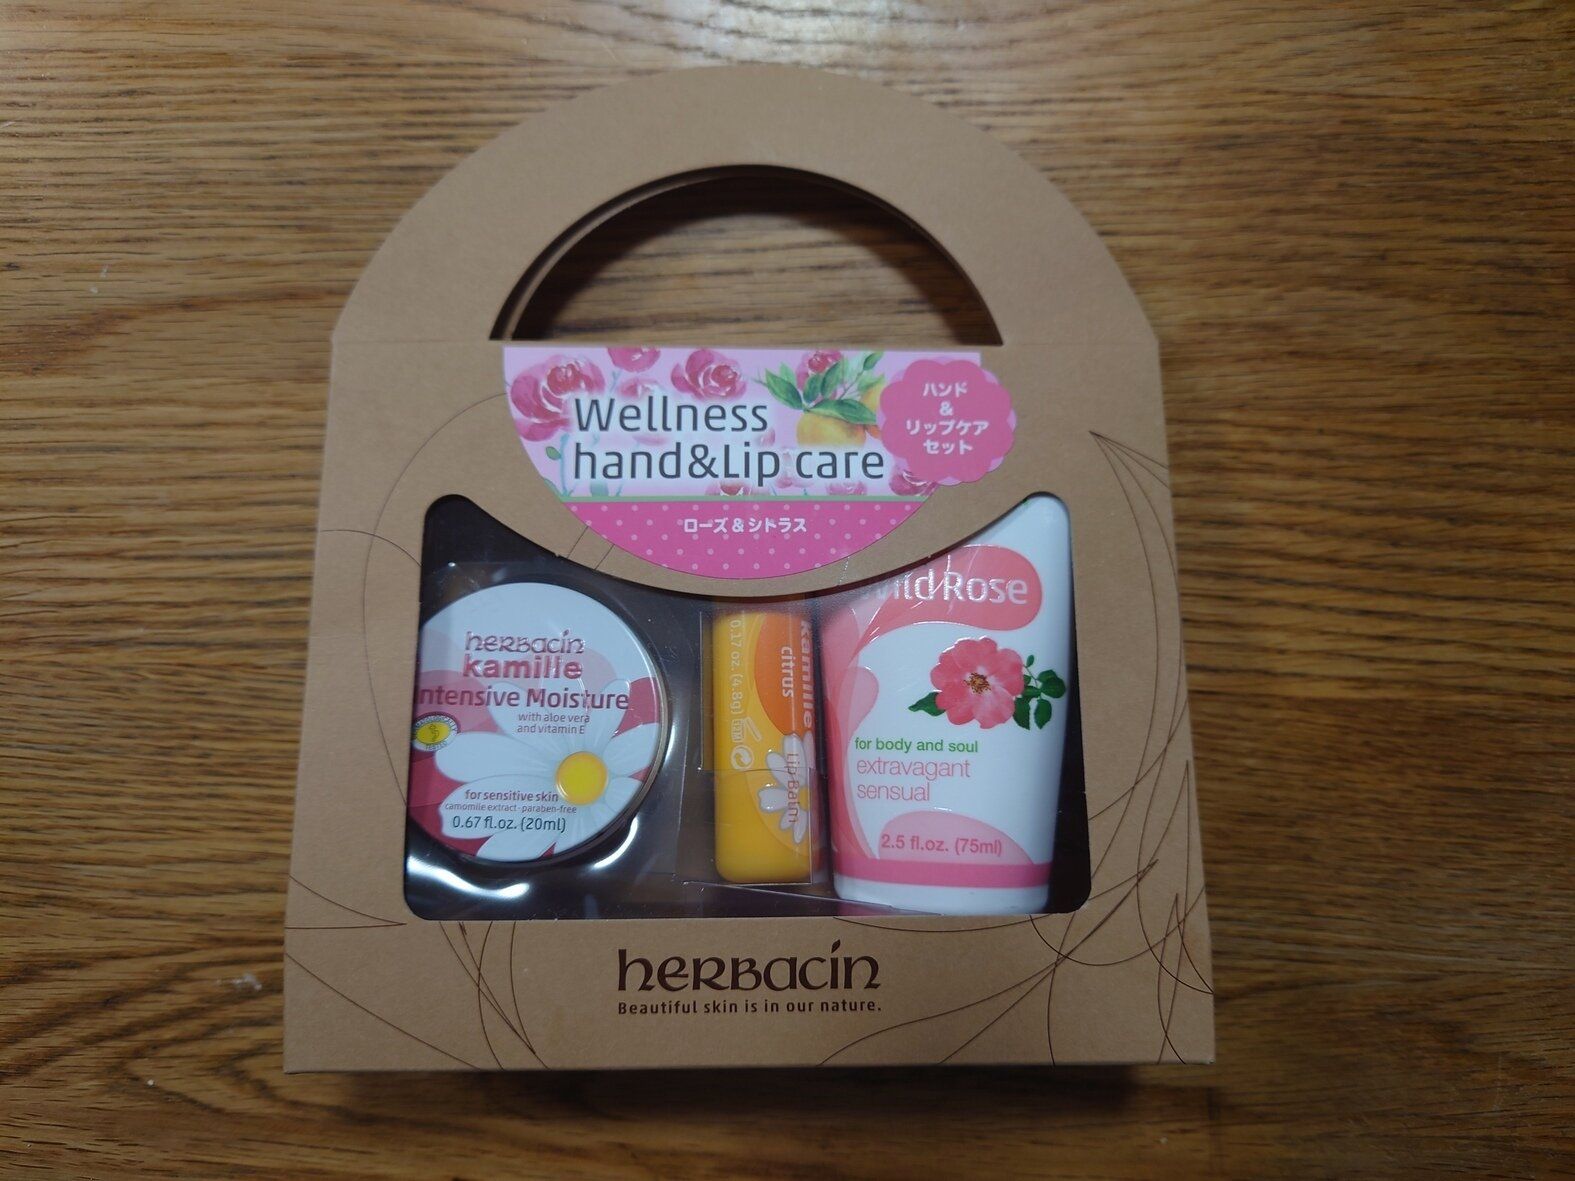 Wellness
hand&Lip care
ハンド
&
リップケア
セット
ローズ&シトラス
herbacin
kamille
ntensive Moisture
with aloe vera
and vitamin E
for sensitive skin
camomile extract · paraben-free
0.67 fl.oz. (20ml)
kamille
citrus
Lip Balm
0.17 oz. (4.8g)
ild Rose
for body and soul
extravagant
sensual
2.5 fl.oz. (75ml)
herbacin
Beautiful skin is in our nature.